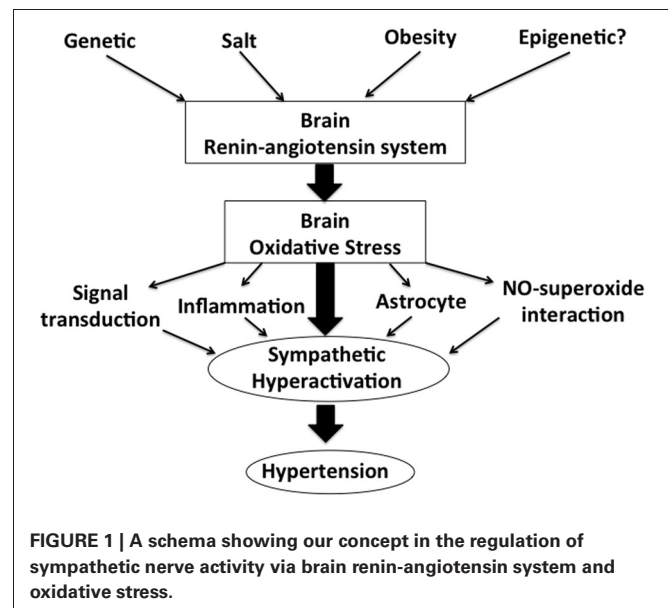 Genetic Salt Obesity Epigenetic?
Brain
Renin-angiotensin system
Brain
Oxidative Stress
Signal
transduction
Inflammation
Astrocyte
NO-superoxide
interaction
Sympathetic
Hyperactivation
Hypertension
FIGURE 1 | A schema showing our concept in the regulation of
sympathetic nerve activity via brain renin-angiotensin system and
oxidative stress.